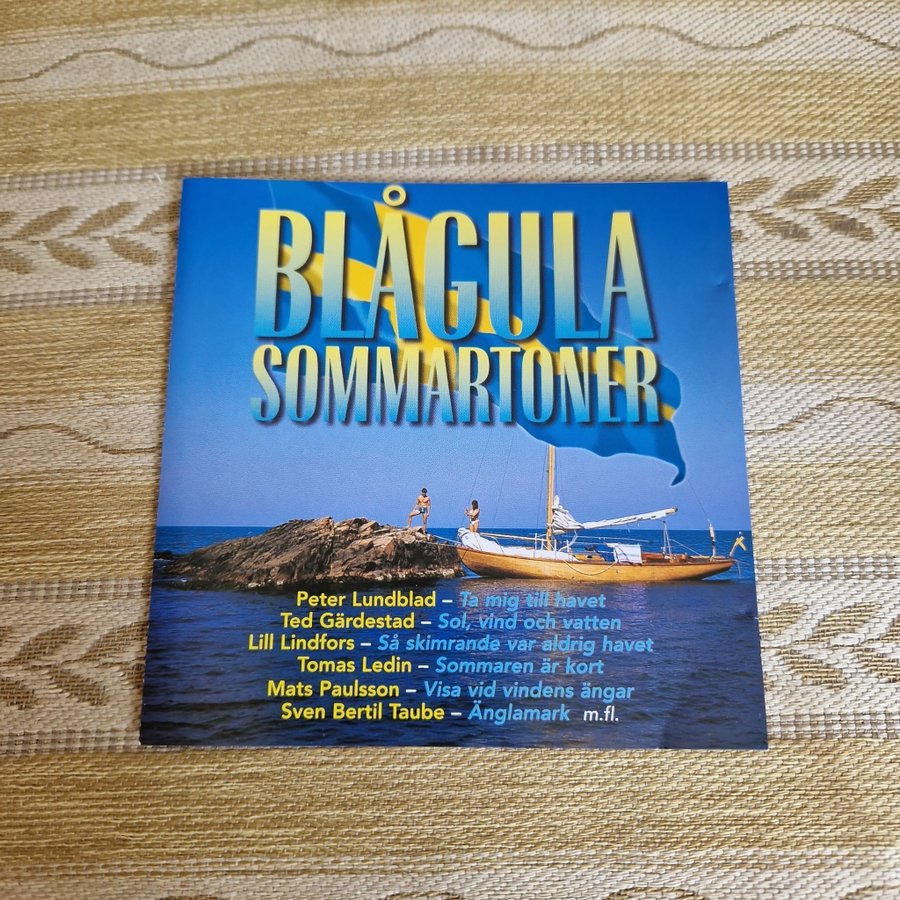 BLÅGULA
SOMMARTONER
Peter Lundblad – Ta mig till havet
Ted Gärdestad – Sol, vind och vatten
Lill Lindfors – Så skimrande var aldrig havet
Tomas Ledin – Sommaren är kort
Mats Paulsson – Visa vid vindens ängar
Sven Bertil Taube – Änglamark m.fl.